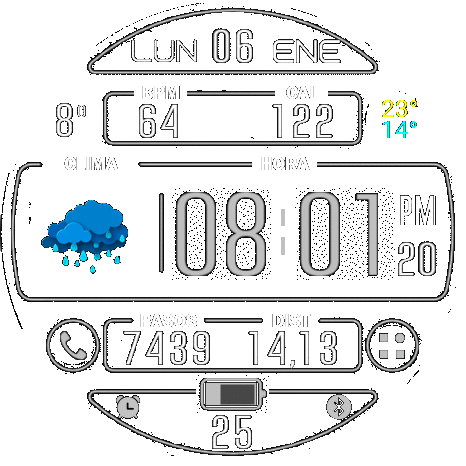 LUN 06 ENE
BPM CAL
8° 64 122 23°
14°
CLIMA HORA
08:01 PM
20
PASOS DIST
7439 14,13
25